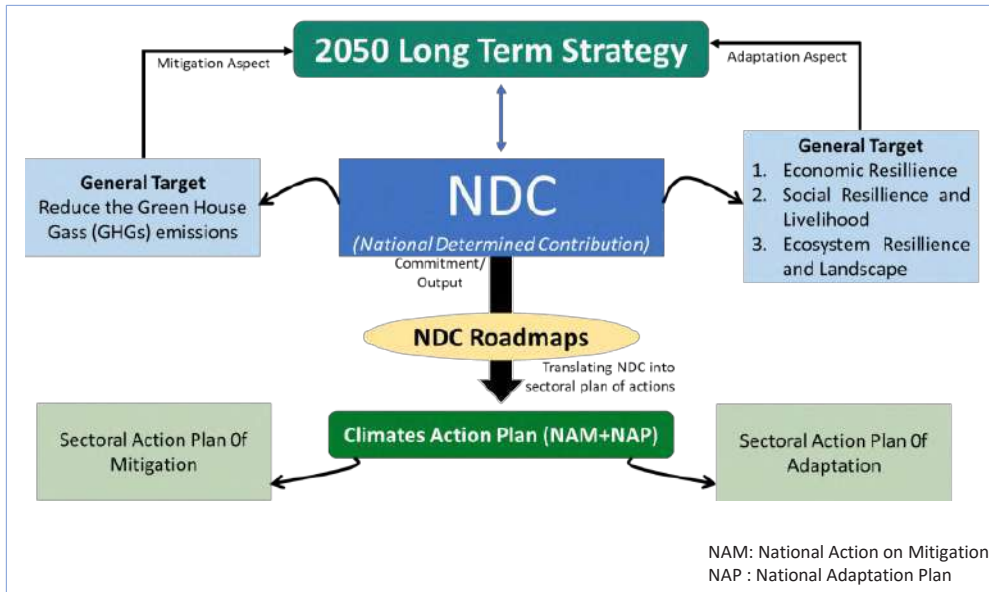 2050 Long Term Strategy
Mitigation Aspect
Adaptation Aspect
General Target
Reduce the Green House
Gass (GHGs) emissions
NDC
(National Determined Contribution)
General Target
1. Economic Resillience
2. Social Resillience and
Livelihood
3. Ecosystem Resillience
and Landscape
Commitment/
Output
NDC Roadmaps
Translating NDC into
sectoral plan of actions
Sectoral Action Plan Of
Mitigation
Climates Action Plan (NAM+NAP)
Sectoral Action Plan Of
Adaptation
NAM: National Action on Mitigation
NAP : National Adaptation Plan